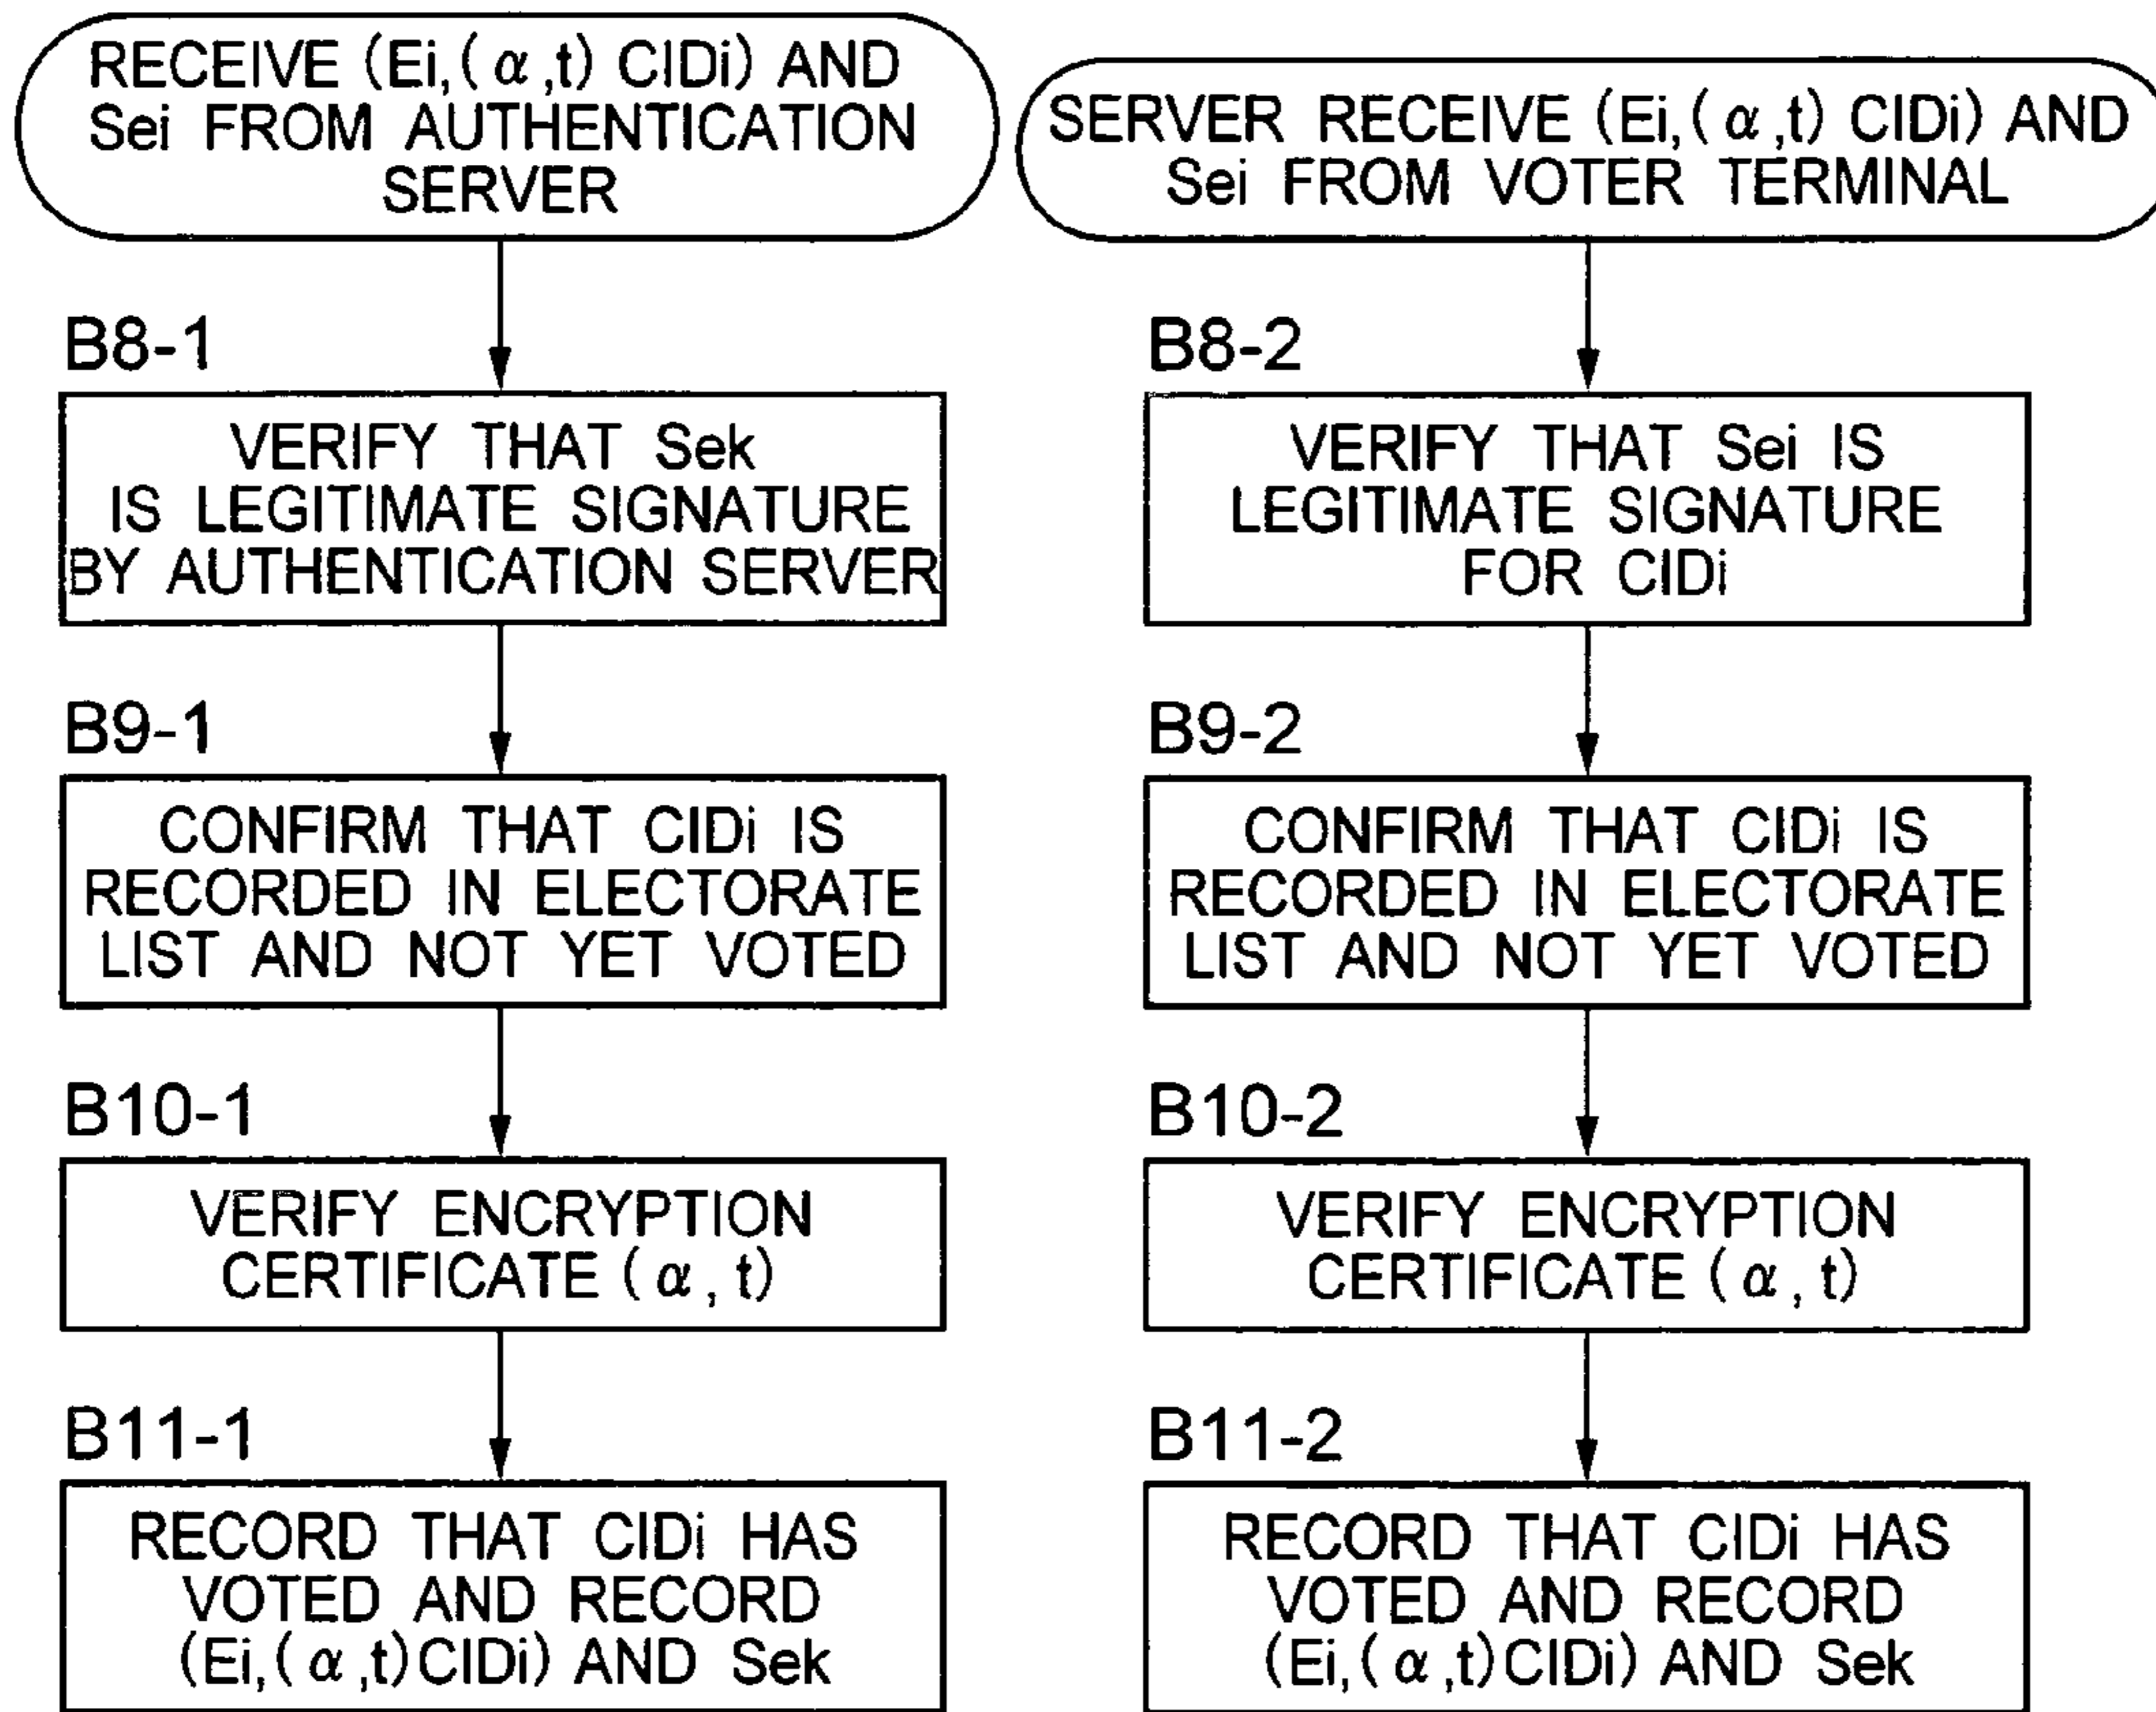 RECEIVE (Ei,(α,t) CIDi) AND
Sei FROM AUTHENTICATION
SERVER
B8-1
VERIFY THAT Sek
IS LEGITIMATE SIGNATURE
BY AUTHENTICATION SERVER
B9-1
CONFIRM THAT CIDi IS
RECORDED IN ELECTORATE
LIST AND NOT YET VOTED
B10-1
VERIFY ENCRYPTION
CERTIFICATE (α, t)
B11-1
RECORD THAT CIDi HAS
VOTED AND RECORD
(Ei,(α,t)CIDi) AND Sek
SERVER RECEIVE (Ei,(α,t) CIDi) AND
Sei FROM VOTER TERMINAL
B8-2
VERIFY THAT Sei IS
LEGITIMATE SIGNATURE
FOR CIDi
B9-2
CONFIRM THAT CIDi IS
RECORDED IN ELECTORATE
LIST AND NOT YET VOTED
B10-2
VERIFY ENCRYPTION
CERTIFICATE (α, t)
B11-2
RECORD THAT CIDi HAS
VOTED AND RECORD
(Ei,(α,t)CIDi) AND Sek